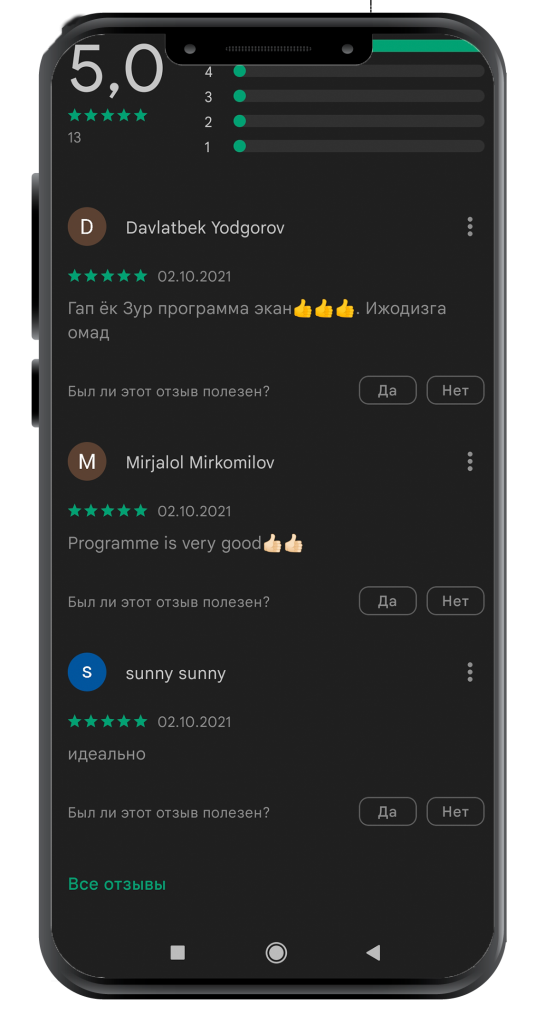 5,0
4
3
2
1
13
D Davlatbek Yodgorov
02.10.2021
Гап ёк Зур программа экан👍👍👍. Ижодизга
омад
Был ли этот отзыв полезен? Да Нет
M Mirjalol Mirkomilov
02.10.2021
Programme is very good👍🏻👍🏻
Был ли этот отзыв полезен? Да Нет
s sunny sunny
02.10.2021
идеально
Был ли этот отзыв полезен? Да Нет
Все отзывы